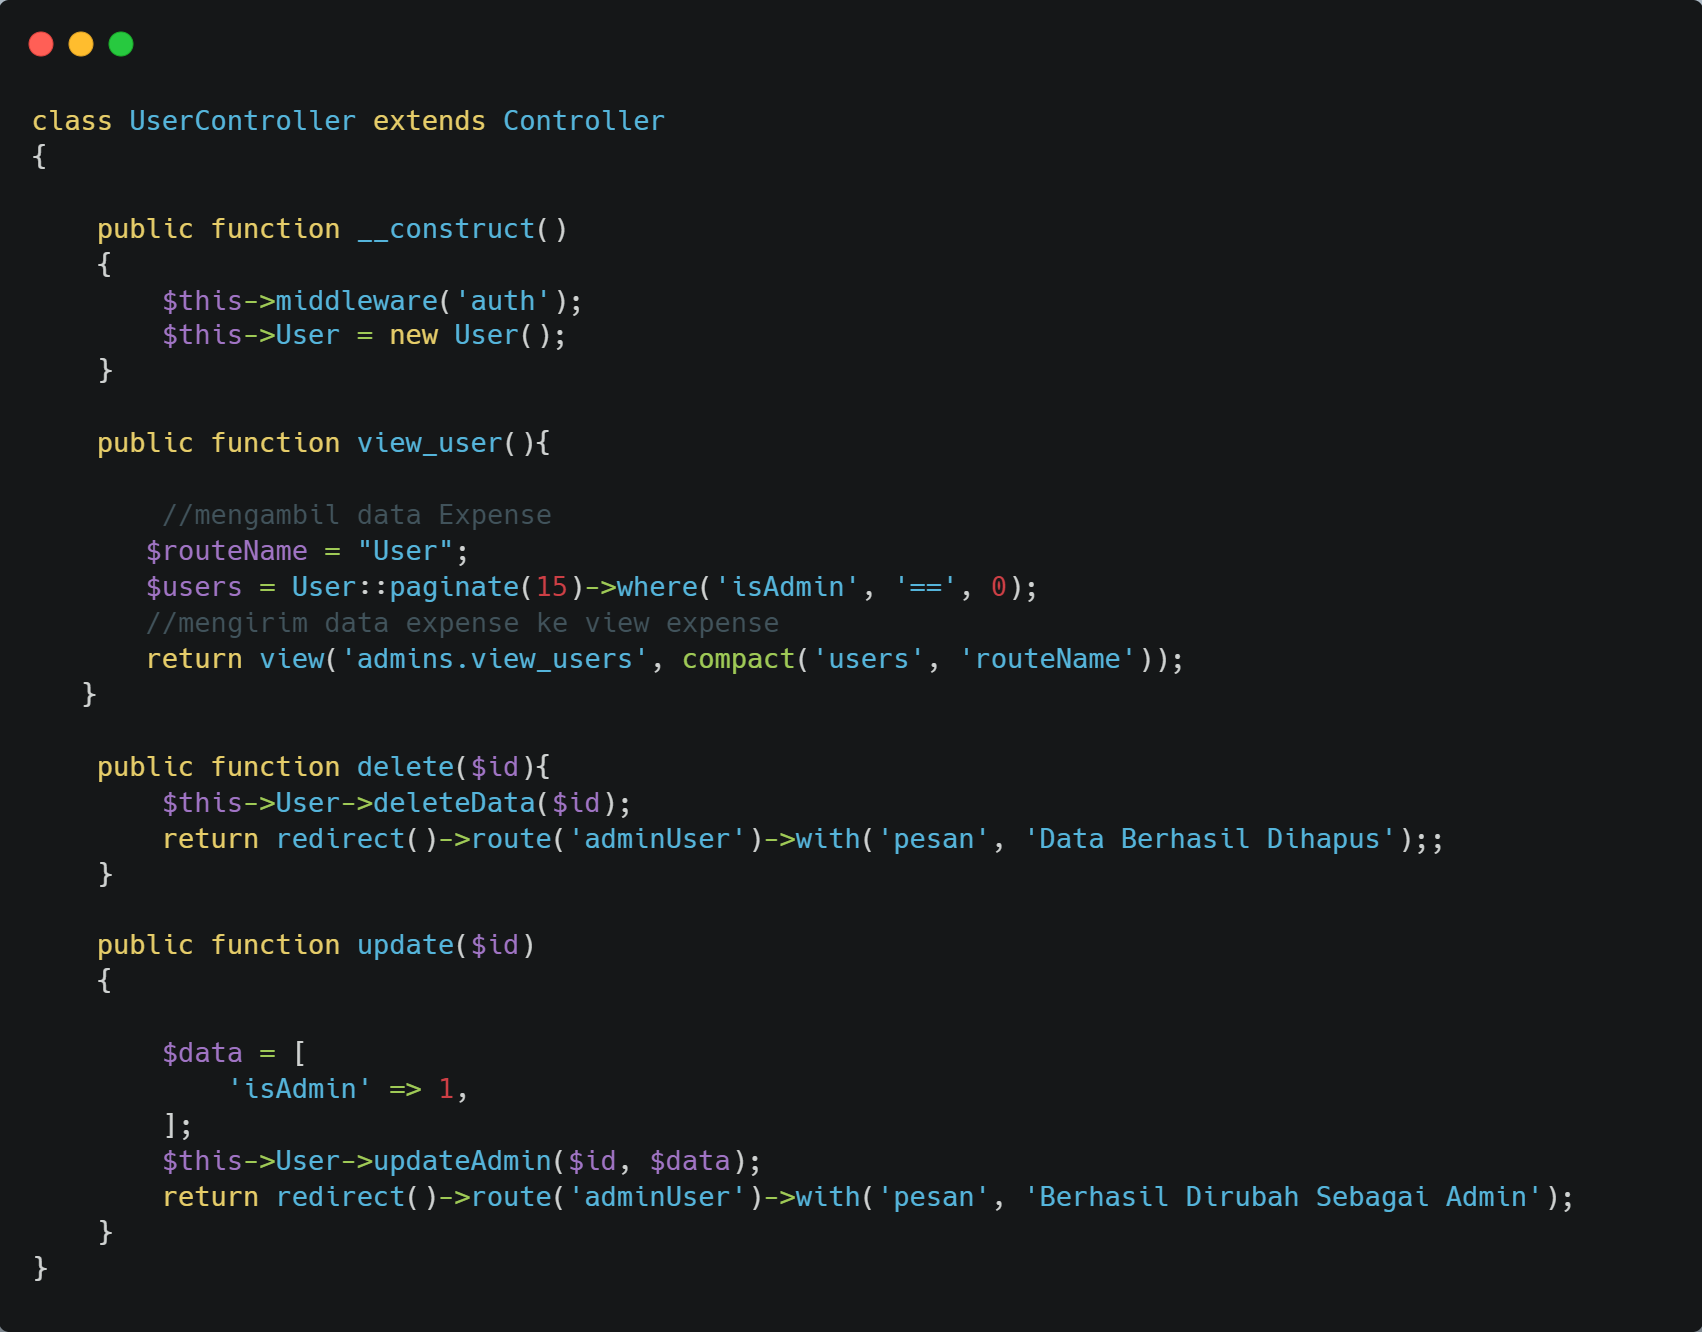 class UserController extends Controller
{
    public function __construct()
    {
        $this->middleware('auth');
        $this->User = new User();
    }
    public function view_user(){
        //mengambil data Expense
       $routeName = "User";
       $users = User::paginate(15)->where('isAdmin', '==', 0);
       //mengirim data expense ke view expense
       return view('admins.view_users', compact('users', 'routeName'));
   }
    public function delete($id){
        $this->User->deleteData($id);
        return redirect()->route('adminUser')->with('pesan', 'Data Berhasil Dihapus');;
    }
    public function update($id)
    {
        $data = [
            'isAdmin' => 1,
        ];
        $this->User->updateAdmin($id, $data);
        return redirect()->route('adminUser')->with('pesan', 'Berhasil Dirubah Sebagai Admin');
    }
}